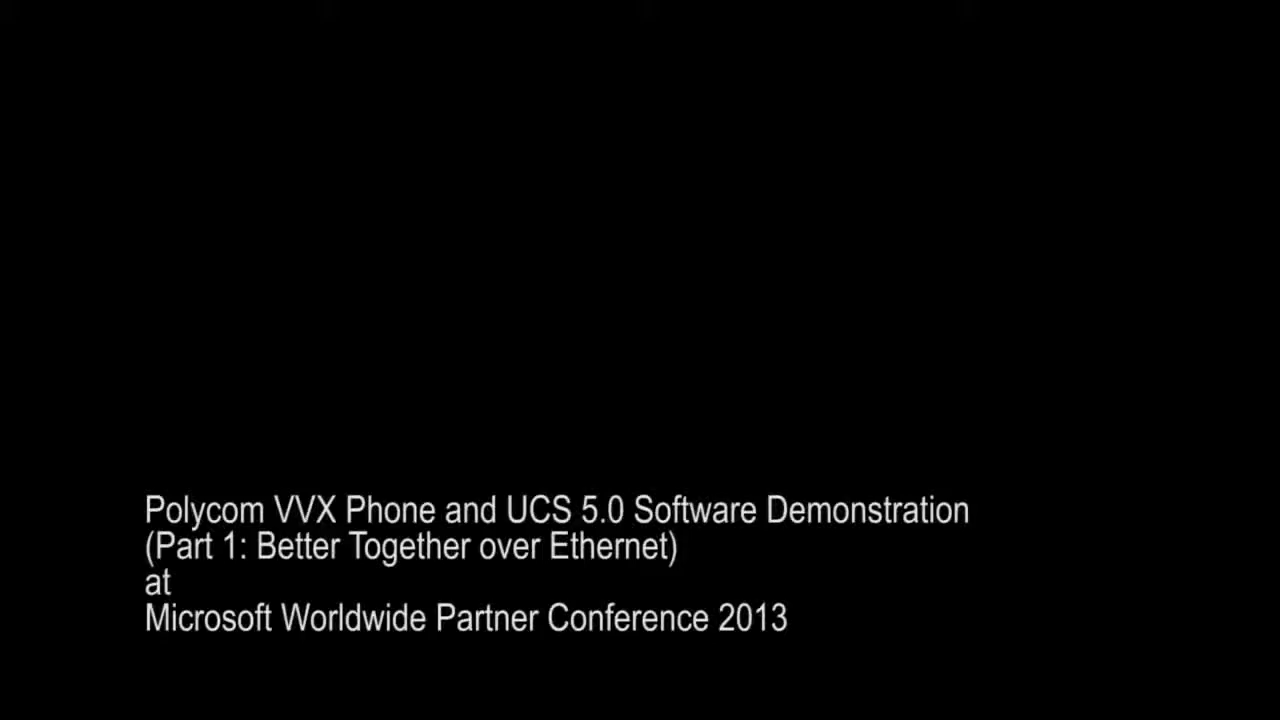 Polycom VVX Phone and UCS 5.0 Software Demonstration
(Part 1: Better Together over Ethernet)
at
Microsoft Worldwide Partner Conference 2013